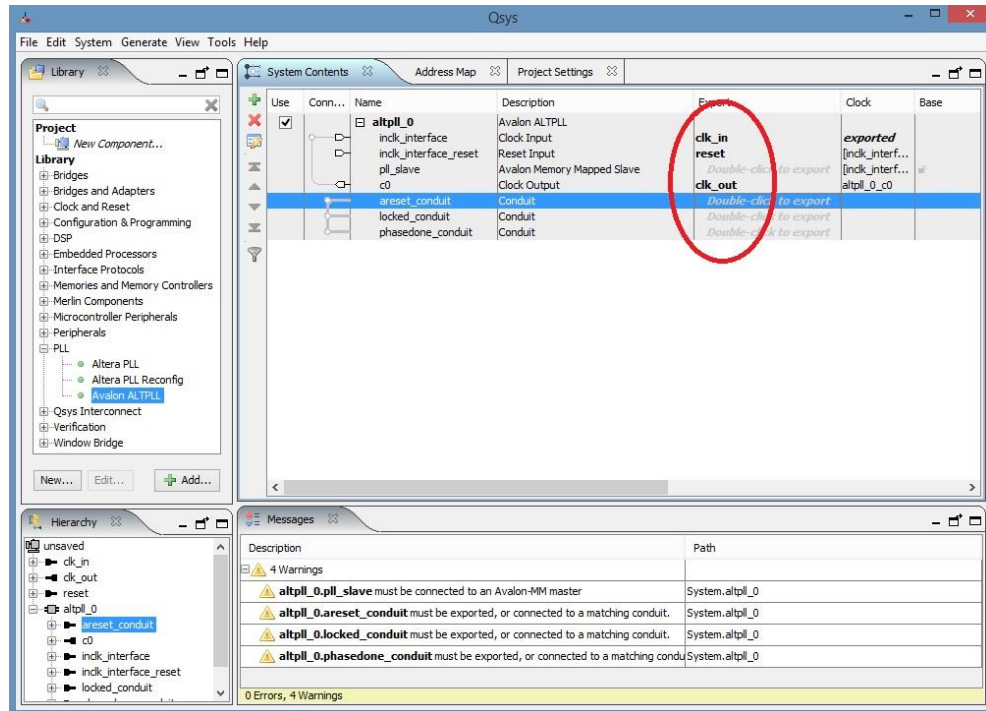 Qsys
File Edit System Generate View Tools Help
Library
Project
New Component...
Library
Bridges
Bridges and Adapters
Clock and Reset
Configuration & Programming
DSP
Embedded Processors
Interface Protocols
Memories and Memory Controllers
Merlin Components
Microcontroller Peripherals
Peripherals
PLL
Altera PLL
Altera PLL Reconfig
Avalon ALTPLL
Qsys Interconnect
Verification
Window Bridge
New... Edit... Add...
System Contents Address Map Project Settings
Use Conn... Name Description Export Clock Base
altpll_0 Avalon ALTPLL
inclk_interface Clock Input clk_in exported
inclk_interface_reset Reset Input reset [inclk_interf...
pll_slave Avalon Memory Mapped Slave Double-click to export [inclk_interf...
c0 Clock Output clk_out altpll_0_c0
areset_conduit Conduit Double-click to export
locked_conduit Conduit Double-click to export
phasedone_conduit Conduit Double-click to export
Hierarchy
unsaved
clk_in
clk_out
reset
altpll_0
areset_conduit
c0
inclk_interface
inclk_interface_reset
locked_conduit
Messages
Description Path
4 Warnings
altpll_0.pll_slave must be connected to an Avalon-MM master System.altpll_0
altpll_0.areset_conduit must be exported, or connected to a matching conduit. System.altpll_0
altpll_0.locked_conduit must be exported, or connected to a matching conduit. System.altpll_0
altpll_0.phasedone_conduit must be exported, or connected to a matching condu System.altpll_0
0 Errors, 4 Warnings